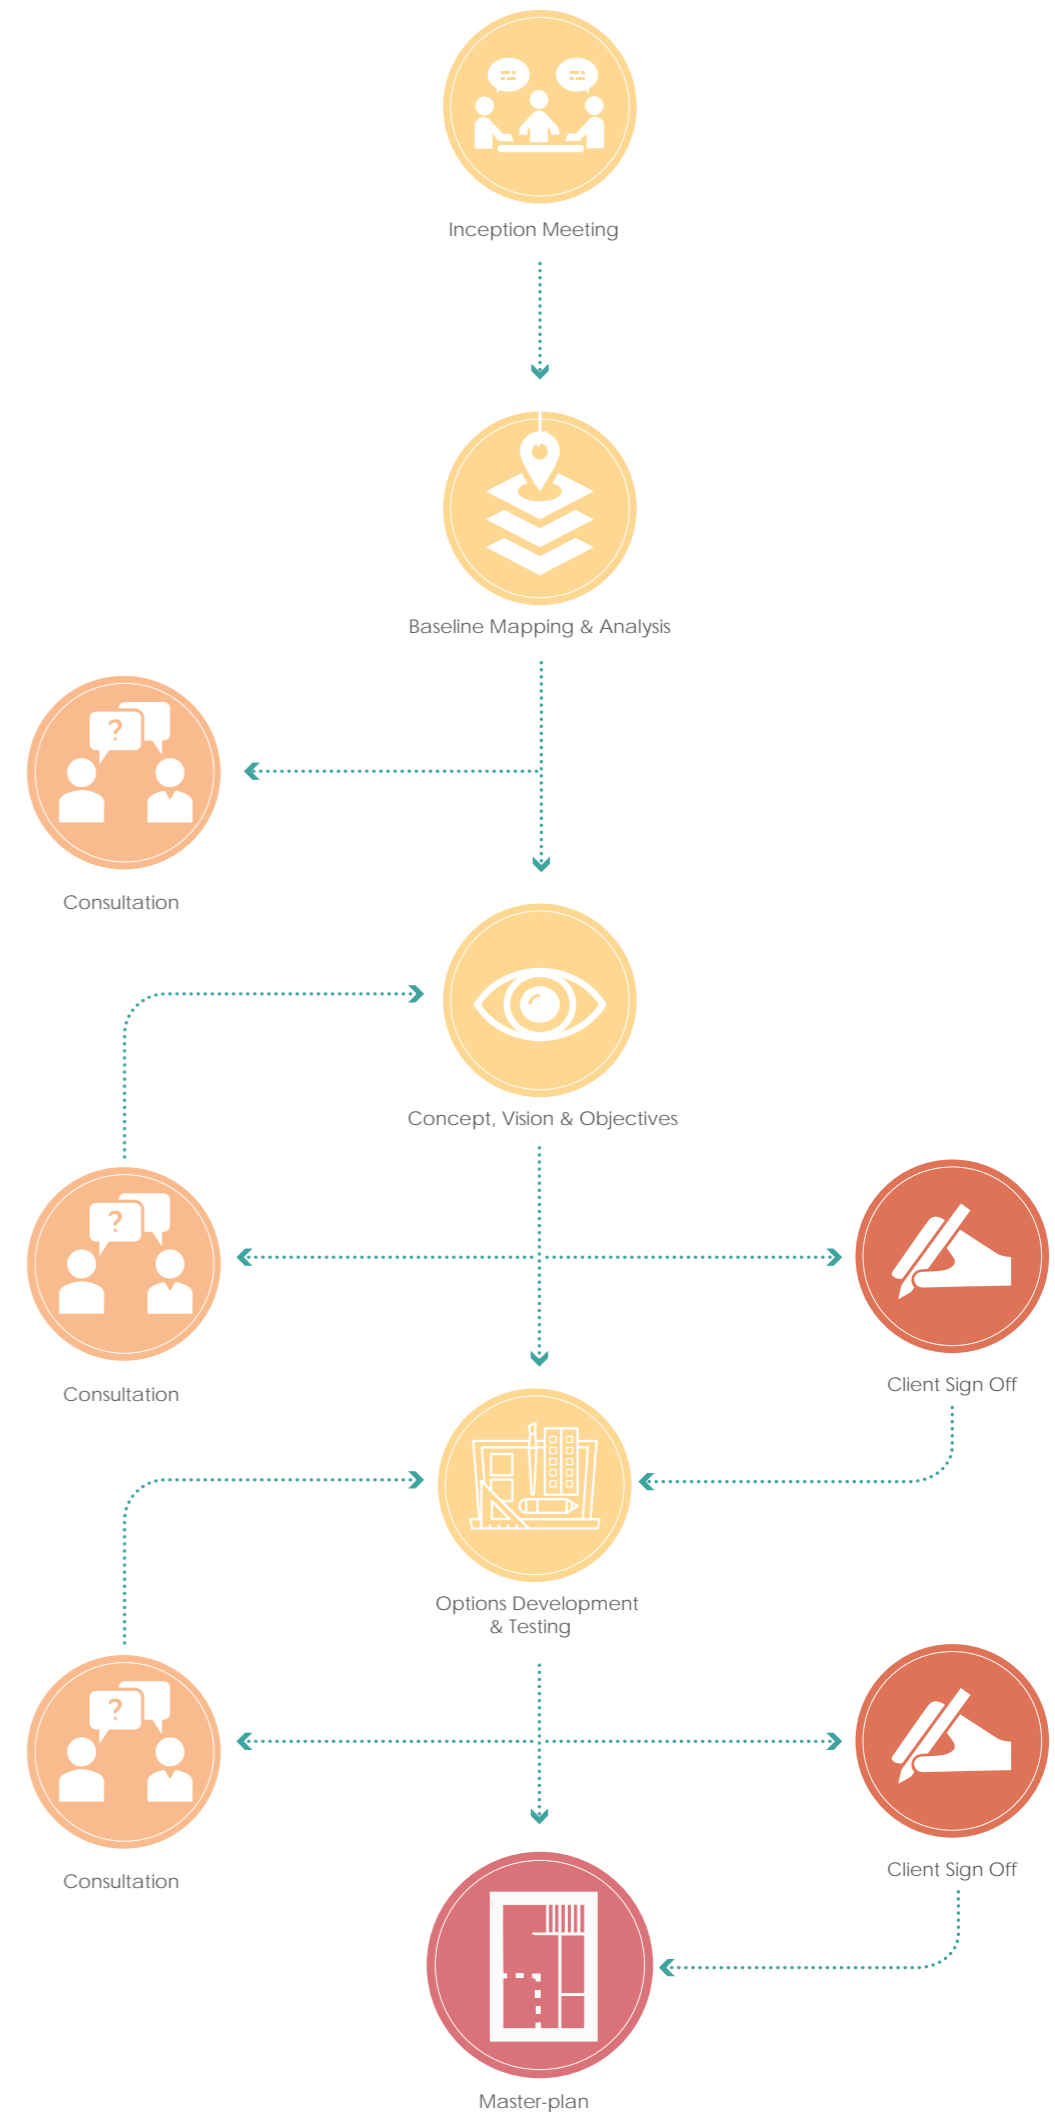 Inception Meeting
Baseline Mapping & Analysis
?
Consultation
Concept, Vision & Objectives
?
Consultation
Client Sign Off
Options Development
& Testing
?
Consultation
Client Sign Off
Master-plan